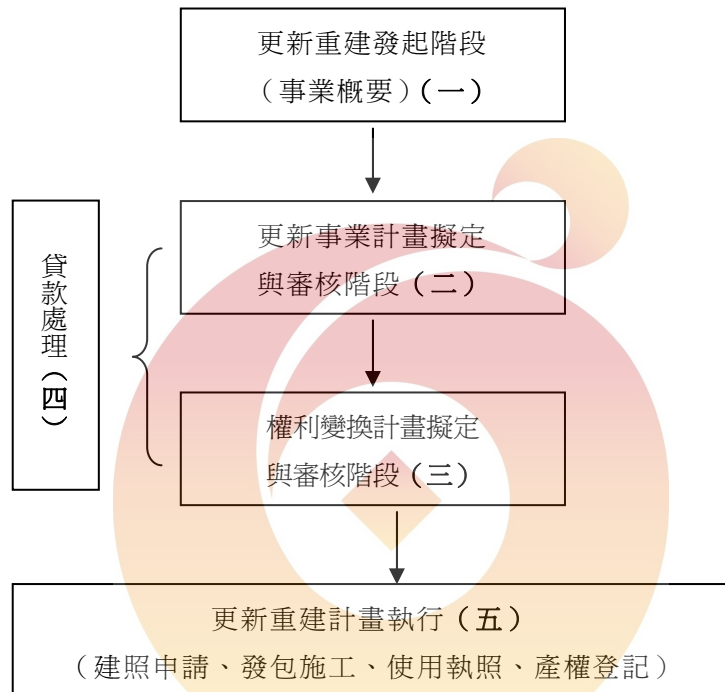 更新重建發起階段
（事業概要）(一)
更新事業計畫擬定
與審核階段(二)
貸款處理(四)
權利變換計畫擬定
與審核階段(三)
更新重建計畫執行(五)
（建照申請、發包施工、使用執照、產權登記）